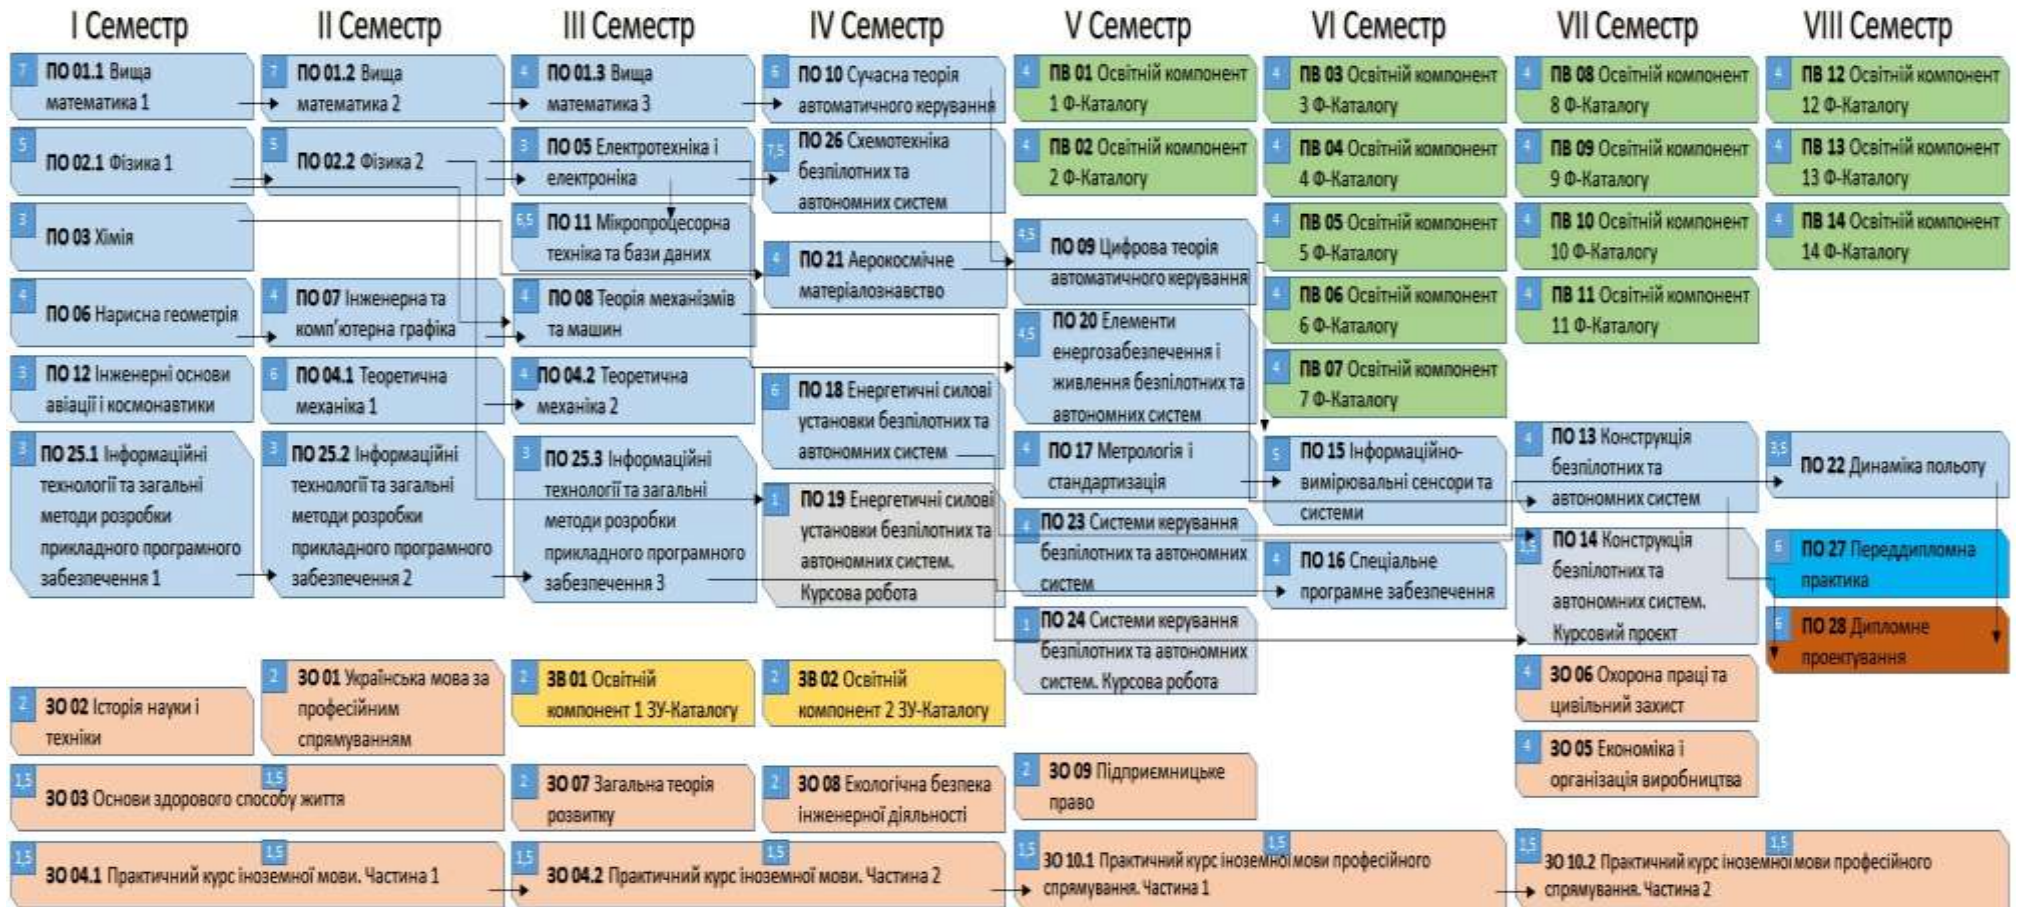 I Семестр
II Семестр
III Семестр
IV Семестр
V Семестр
VI Семестр
VII Семестр
VIII Семестр
7
ПО 01.1 Вища
математика 1
5
ПО 02.1 Фізика 1
3
ПО 03 Хімія
4
ПО 06 Нарисна геометрія
3
ПО 12 Інженерні основи
авіації і космонавтики
3
ПО 25.1 Інформаційні
технології та загальні
методи розробки
прикладного програмного
забезпечення 1
2
ЗО 02 Історія науки і
техніки
1,5
1,5
ЗО 03 Основи здорового способу життя
1,5
1,5
ЗО 04.1 Практичний курс іноземної мови. Частина 1
7
ПО 01.2 Вища
математика 2
5
ПО 02.2 Фізика 2
4
ПО 07 Інженерна та
комп'ютерна графіка
6
ПО 04.1 Теоретична
механіка 1
3
ПО 25.2 Інформаційні
технології та загальні
методи розробки
прикладного програмного
забезпечення 2
2
ЗО 01 Українська мова за
професійним
спрямуванням
4
ПО 01.3 Вища
математика 3
3
ПО 05 Електротехніка і
електроніка
6,5
ПО 11 Мікропроцесорна
техніка та бази даних
4
ПО 08 Теорія механізмів
та машин
4
ПО 04.2 Теоретична
механіка 2
3
ПО 25.3 Інформаційні
технології та загальні
методи розробки
прикладного програмного
забезпечення 3
2
ЗВ 01 Освітній
компонент 1 ЗУ-Каталогу
2
ЗО 07 Загальна теорія
розвитку
1,5
1,5
ЗО 04.2 Практичний курс іноземної мови. Частина 2
6
ПО 10 Сучасна теорія
автоматичного керування
7,5
ПО 26 Схемотехніка
безпілотних та
автономних систем
4
ПО 21 Аерокосмічне
матеріалознавство
6
ПО 18 Енергетичні силові
установки безпілотних та
автономних систем
1
ПО 19 Енергетичні силові
установки безпілотних та
автономних систем.
Курсова робота
2
ЗВ 02 Освітній
компонент 2 ЗУ-Каталогу
2
ЗО 08 Екологічна безпека
інженерної діяльності
4
ПВ 01 Освітній компонент
1 Ф-Каталогу
4
ПВ 02 Освітній компонент
2 Ф-Каталогу
4,5
ПО 09 Цифрова теорія
автоматичного керування
4,5
ПО 20 Елементи
енергозабезпечення і
живлення безпілотних та
автономних систем
4
ПО 17 Метрологія і
стандартизація
4
ПО 23 Системи керування
безпілотних та автономних
систем
1
ПО 24 Системи керування
безпілотних та автономних
систем. Курсова робота
2
ЗО 09 Підприємницьке
право
1,5
1,5
ЗО 10.1 Практичний курс іноземної мови професійного
спрямування. Частина 1
4
ПВ 03 Освітній компонент
3 Ф-Каталогу
4
ПВ 04 Освітній компонент
4 Ф-Каталогу
4
ПВ 05 Освітній компонент
5 Ф-Каталогу
4
ПВ 06 Освітній компонент
6 Ф-Каталогу
4
ПВ 07 Освітній компонент
7 Ф-Каталогу
5
ПО 15 Інформаційно-
вимірювальні сенсори та
системи
4
ПО 16 Спеціальне
програмне забезпечення
4
ПВ 08 Освітній компонент
8 Ф-Каталогу
4
ПВ 09 Освітній компонент
9 Ф-Каталогу
4
ПВ 10 Освітній компонент
10 Ф-Каталогу
4
ПВ 11 Освітній компонент
11 Ф-Каталогу
4
ПО 13 Конструкція
безпілотних та
автономних систем
ПО 14 Конструкція
безпілотних та
автономних систем.
Курсовий проєкт
4
ЗО 06 Охорона праці та
цивільний захист
4
ЗО 05 Економіка і
організація виробництва
1,5
1,5
ЗО 10.2 Практичний курс іноземної мови професійного
спрямування. Частина 2
4
ПВ 12 Освітній компонент
12 Ф-Каталогу
4
ПВ 13 Освітній компонент
13 Ф-Каталогу
4
ПВ 14 Освітній компонент
14 Ф-Каталогу
3,5
ПО 22 Динаміка польоту
6
ПО 27 Переддипломна
практика
6
ПО 28 Дипломне
проектування